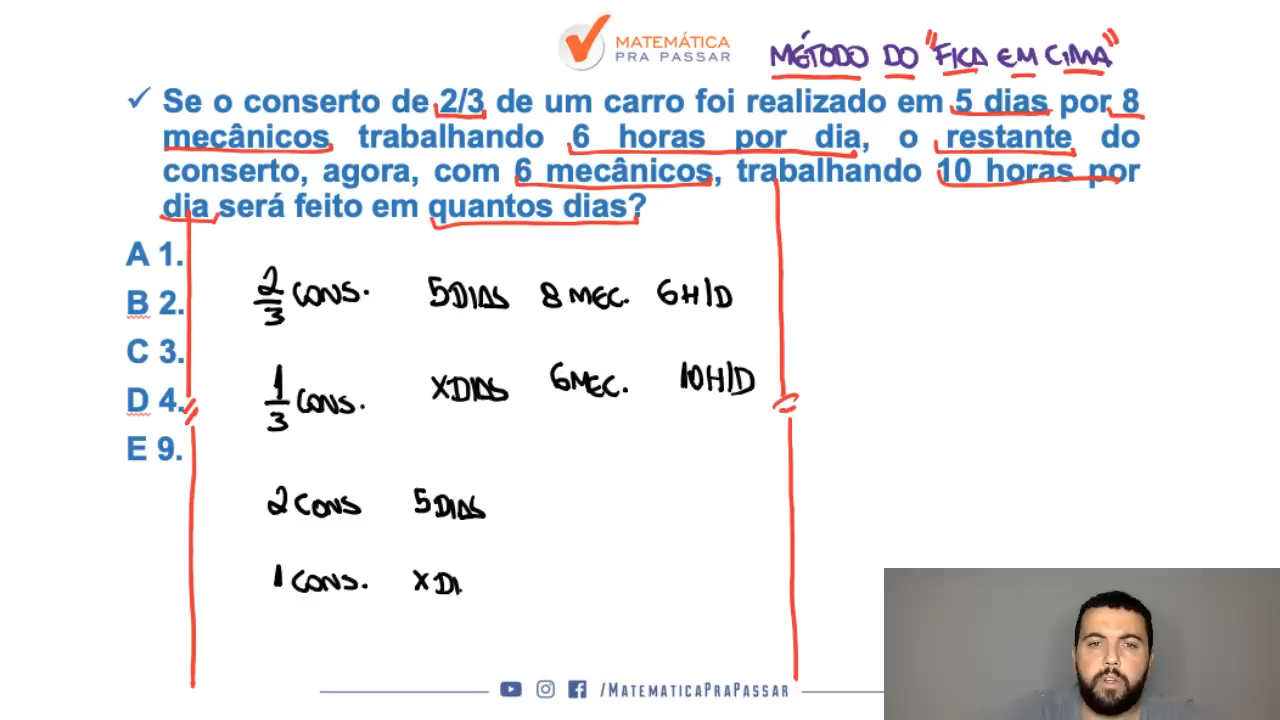 MATEMÁTICA
PRA PASSAR
MÉTODO DO "FICA EM CIMA"
✓ Se o conserto de 2/3 de um carro foi realizado em 5 dias por 8
mecânicos trabalhando 6 horas por dia, o restante do
conserto, agora, com 6 mecânicos, trabalhando 10 horas por
dia será feito em quantos dias?
A 1.
B 2.
C 3.
D 4.
E 9.
2/3 CONS. 5 DIAS 8 MEC. 6 H/D
1/3 CONS. X DIAS 6 MEC. 10 H/D
2 CONS 5 DIAS
1 CONS. X DI
/MATEMATICAPRAPASSAR